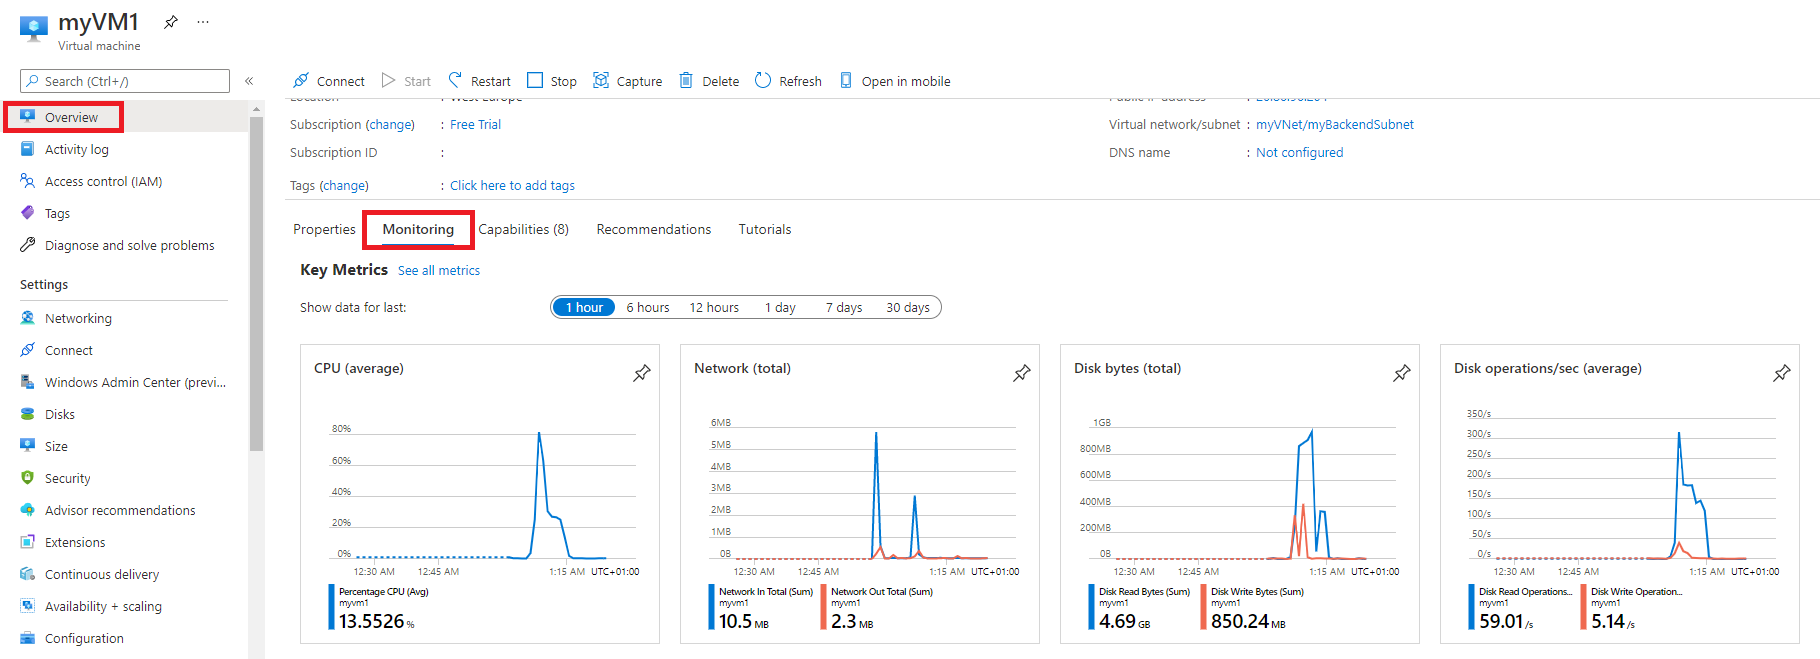 myVM1
Virtual machine
Search (Ctrl+/)
Connect Start Restart Stop Capture Delete Refresh Open in mobile
Overview
Activity log
Access control (IAM)
Tags
Diagnose and solve problems
Settings
Networking
Connect
Windows Admin Center (previ...
Disks
Size
Security
Advisor recommendations
Extensions
Continuous delivery
Availability + scaling
Configuration
Location : West Europe
Subscription (change) : Free Trial
Subscription ID :
Tags (change) : Click here to add tags
Public IP address :
Virtual network/subnet : myVNet/myBackendSubnet
DNS name : Not configured
Properties Monitoring Capabilities (8) Recommendations Tutorials
Key Metrics See all metrics
Show data for last: 1 hour 6 hours 12 hours 1 day 7 days 30 days
CPU (average)
80%
60%
40%
20%
0%
12:30 AM 12:45 AM 1:15 AM UTC+01:00
Percentage CPU (Avg)
myvm1
13.5526 %
Network (total)
6MB
5MB
4MB
3MB
2MB
1MB
0B
12:30 AM 12:45 AM 1:15 AM UTC+01:00
Network In Total (Sum) Network Out Total (Sum)
myvm1 myvm1
10.5 MB 2.3 MB
Disk bytes (total)
1GB
800MB
600MB
400MB
200MB
0B
12:30 AM 12:45 AM 1:15 AM UTC+01:00
Disk Read Bytes (Sum) Disk Write Bytes (Sum)
myvm1 myvm1
4.69 GB 850.24 MB
Disk operations/sec (average)
350/s
300/s
250/s
200/s
150/s
100/s
50/s
0/s
12:30 AM 12:45 AM 1:15 AM UTC+01:00
Disk Read Operations... Disk Write Operation...
myvm1 myvm1
59.01 /s 5.14 /s